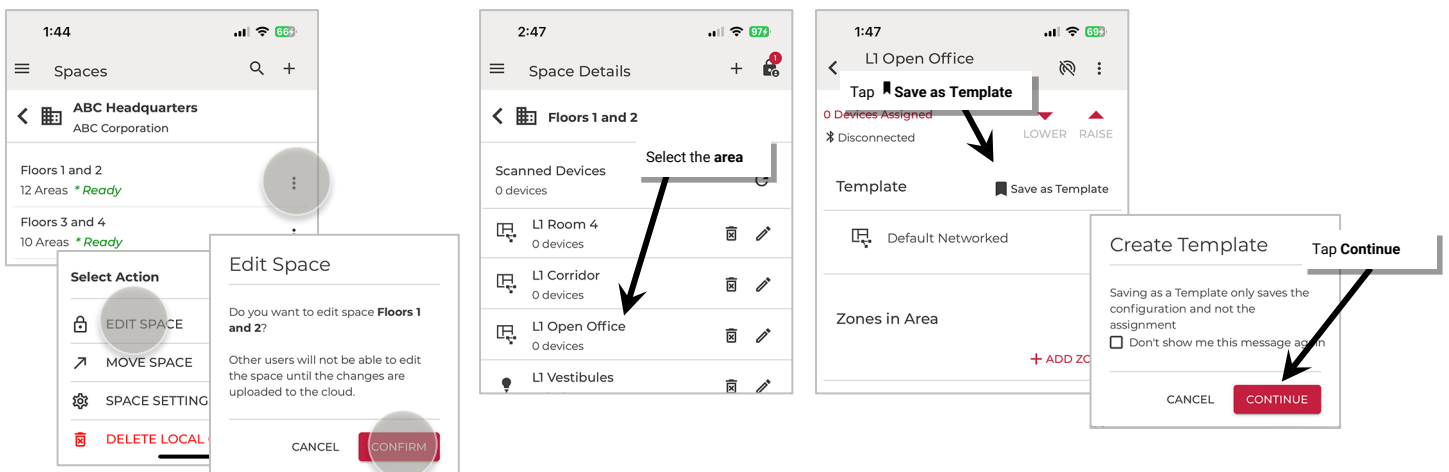 1:44
66
Spaces
ABC Headquarters
ABC Corporation
Floors 1 and 2
12 Areas * Ready
Floors 3 and 4
10 Areas * Ready
Select Action
EDIT SPACE
MOVE SPACE
SPACE SETTING
DELETE LOCAL
Edit Space
Do you want to edit space Floors 1
and 2?
Other users will not be able to edit
the space until the changes are
uploaded to the cloud.
CANCEL CONFIRM
2:47
97
Space Details
1
Floors 1 and 2
Select the area
Scanned Devices
0 devices
L1 Room 4
0 devices
L1 Corridor
0 devices
L1 Open Office
0 devices
L1 Vestibules
1:47
69
L1 Open Office
Tap Save as Template
0 Devices Assigned
Disconnected
LOWER RAISE
Template
Save as Template
Default Networked
Zones in Area
+ ADD ZO
Create Template
Tap Continue
Saving as a Template only saves the
configuration and not the
assignment
Don't show me this message again
CANCEL CONTINUE